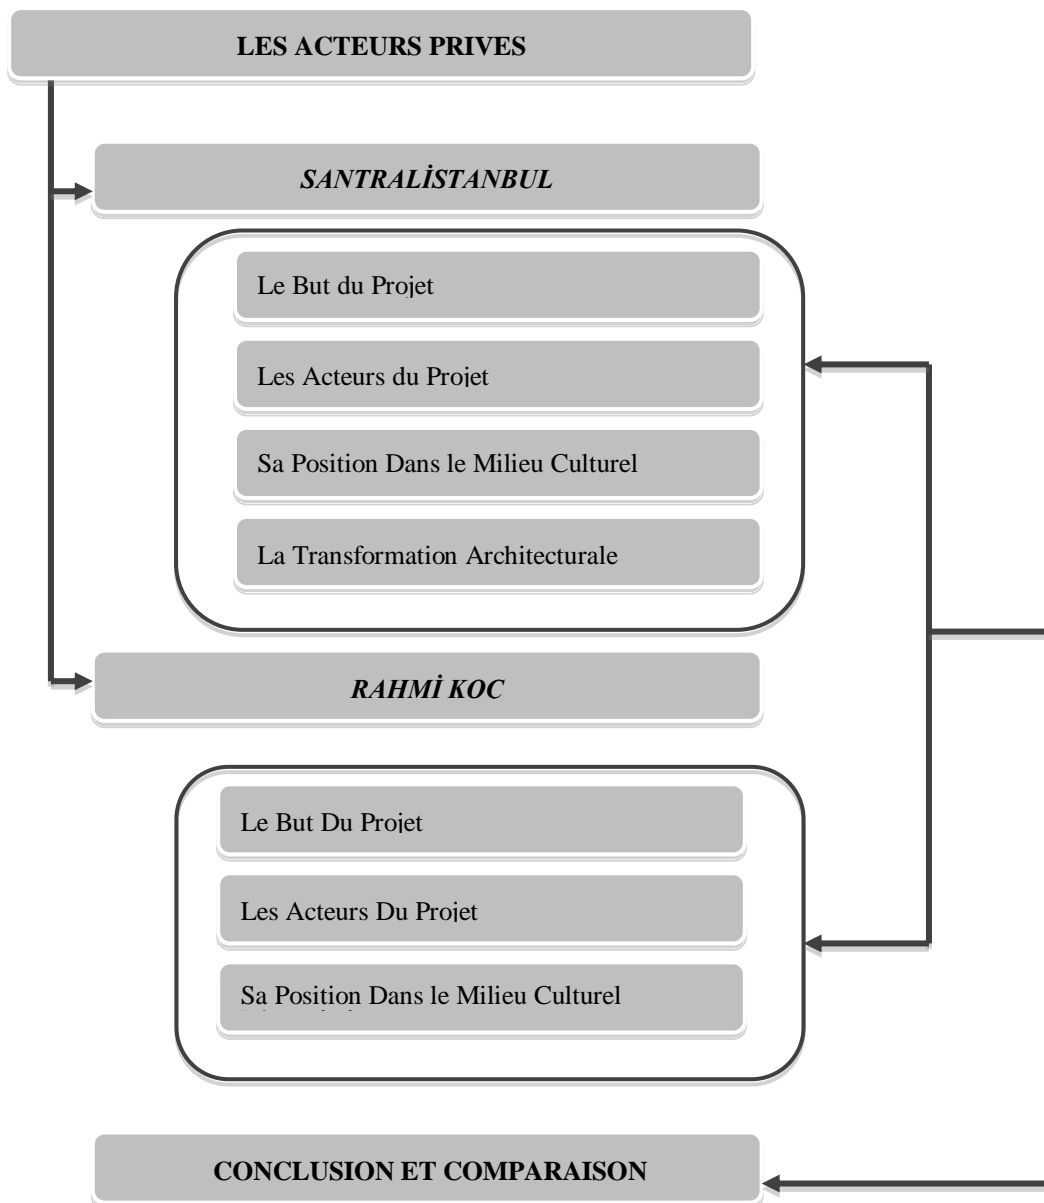 LES ACTEURS PRIVES
SANTRALİSTANBUL
Le But du Projet
Les Acteurs du Projet
Sa Position Dans le Milieu Culturel
La Transformation Architecturale
RAHMİ KOC
Le But Du Projet
Les Acteurs Du Projet
Sa Position Dans le Milieu Culturel
CONCLUSION ET COMPARAISON